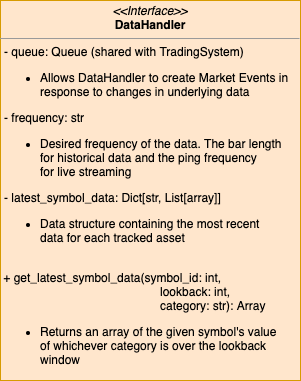 <<Interface>>
DataHandler
- queue: Queue (shared with TradingSystem)
• Allows DataHandler to create Market Events in
response to changes in underlying data
- frequency: str
• Desired frequency of the data. The bar length
for historical data and the ping frequency
for live streaming
- latest_symbol_data: Dict[str, List[array]]
• Data structure containing the most recent
data for each tracked asset
+ get_latest_symbol_data(symbol_id: int,
lookback: int,
category: str): Array
• Returns an array of the given symbol's value
of whichever category is over the lookback
window